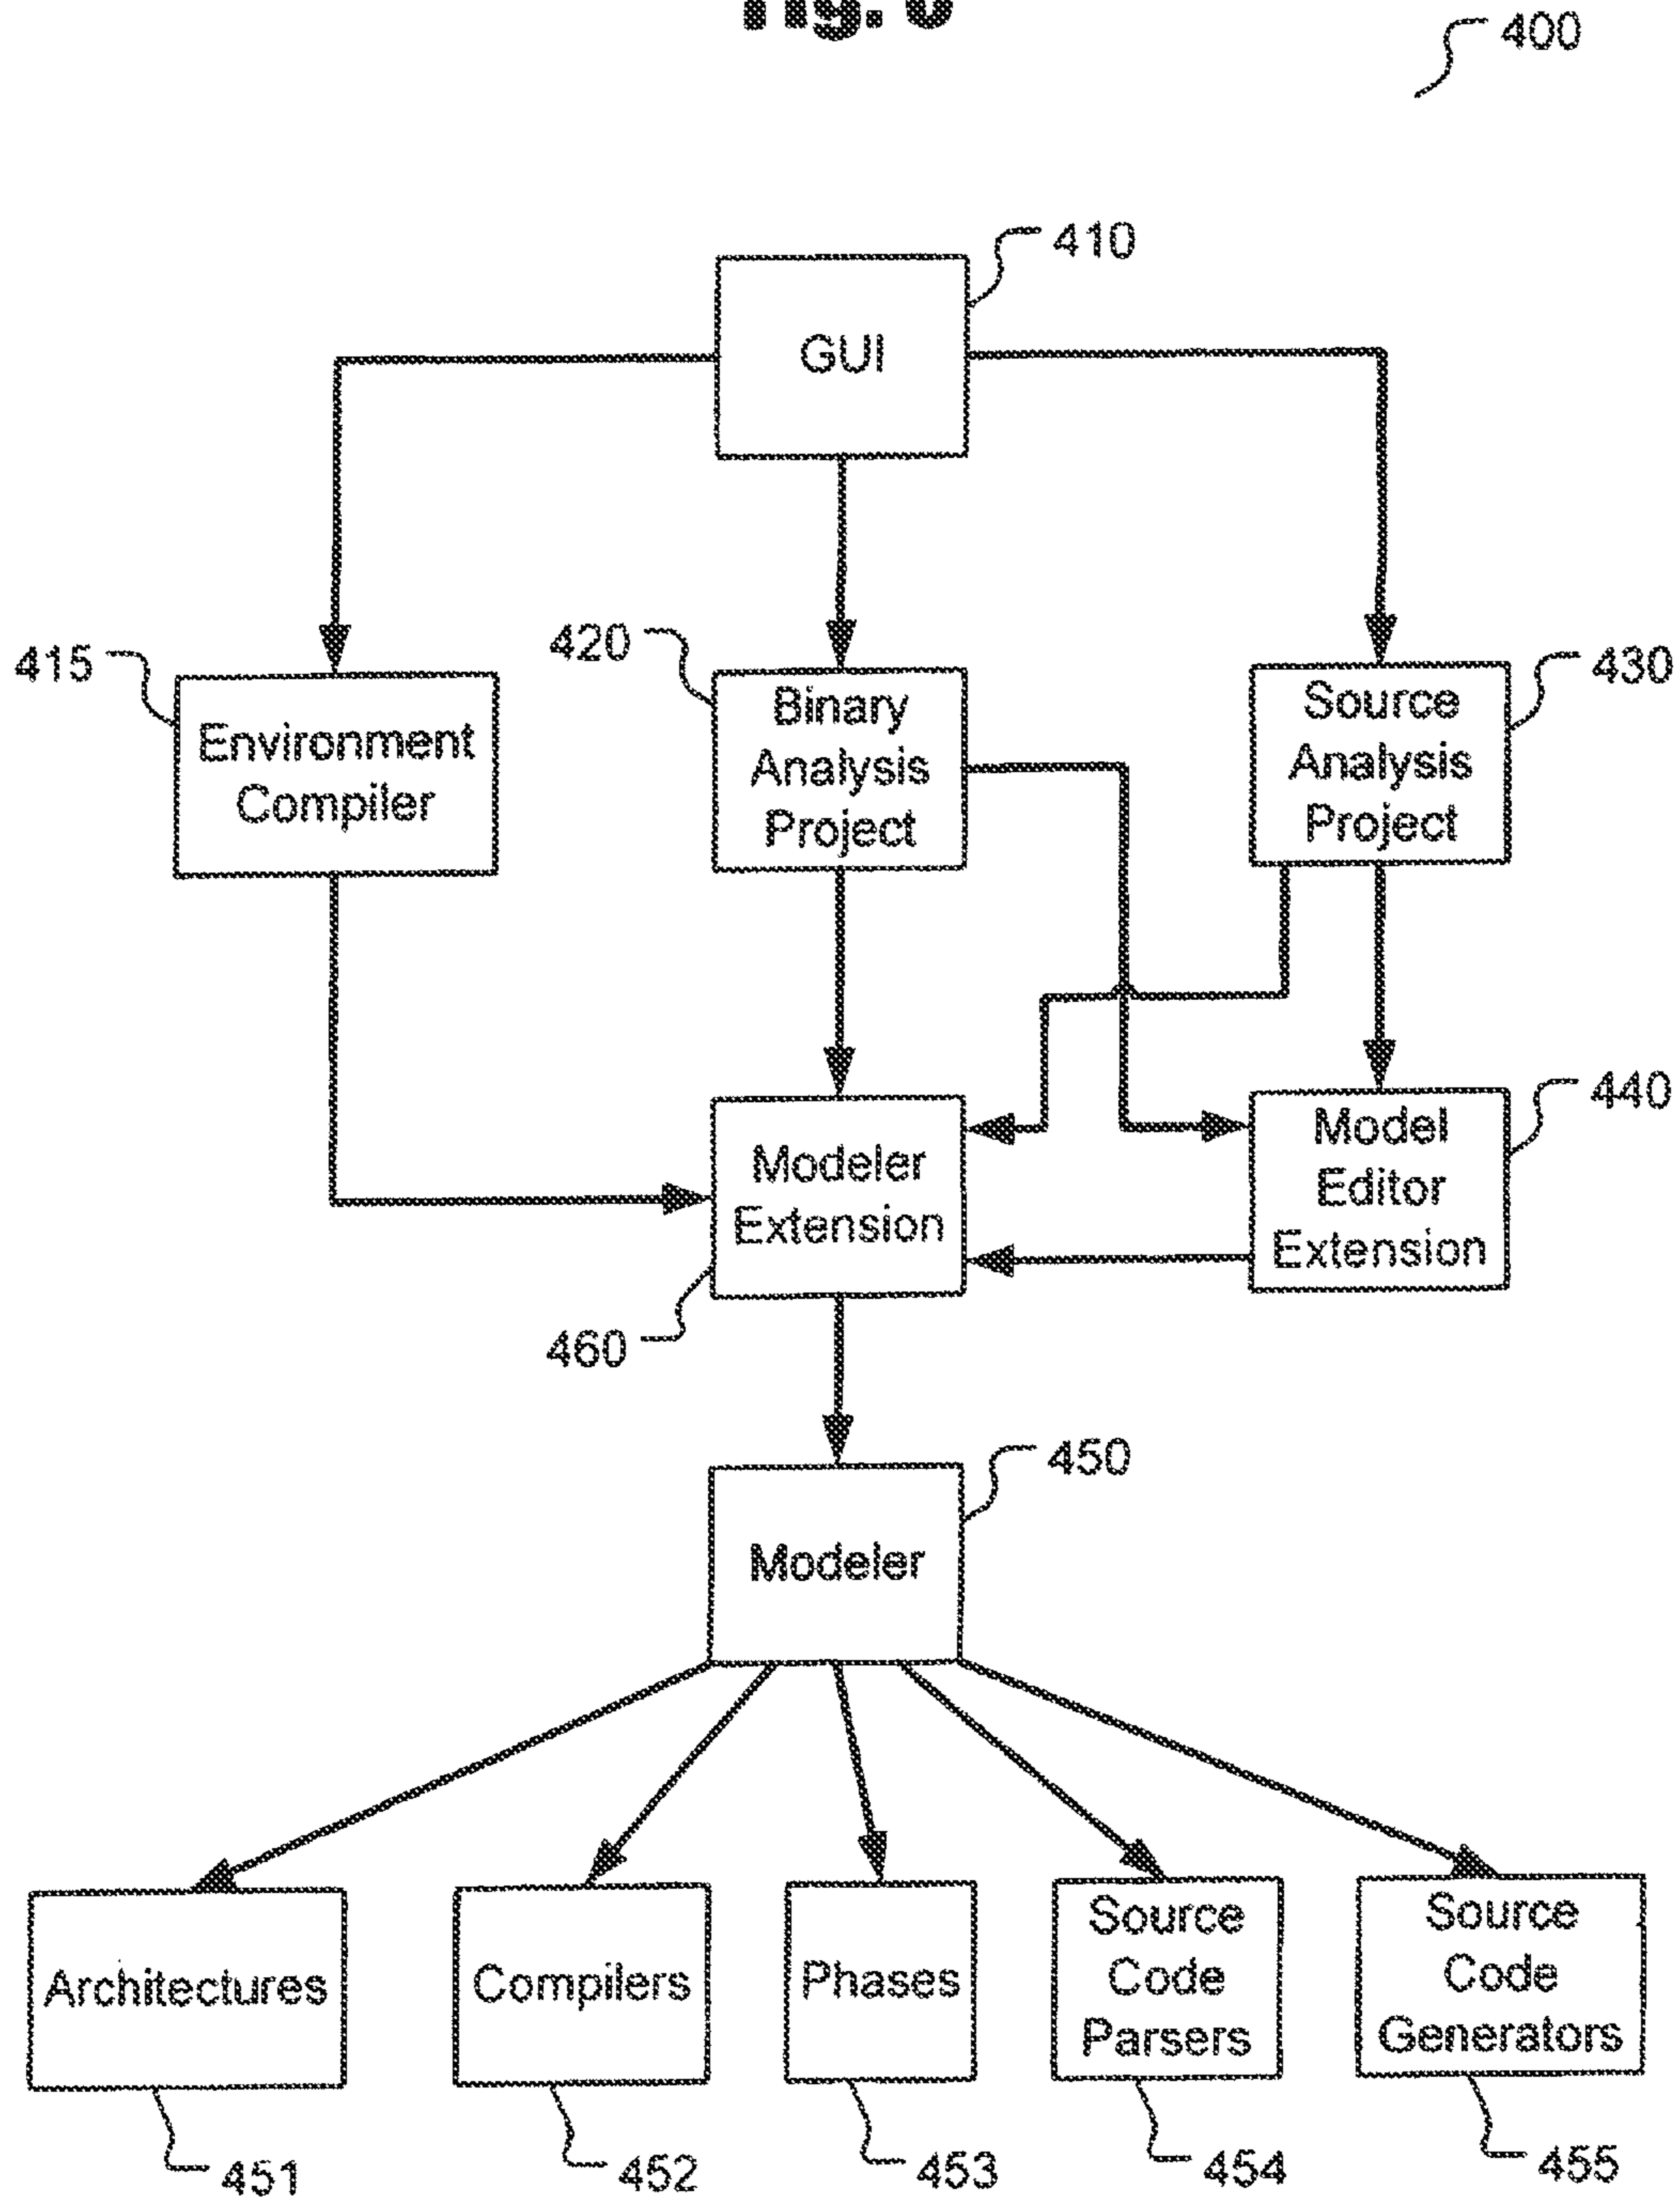 400
410
GUI
415
420
430
Environment
Compiler
Binary
Analysis
Project
Source
Analysis
Project
440
Modeler
Extension
Model
Editor
Extension
460
450
Modeler
Architectures
Compilers
Phases
Source
Code
Parsers
Source
Code
Generators
451
452
453
454
455